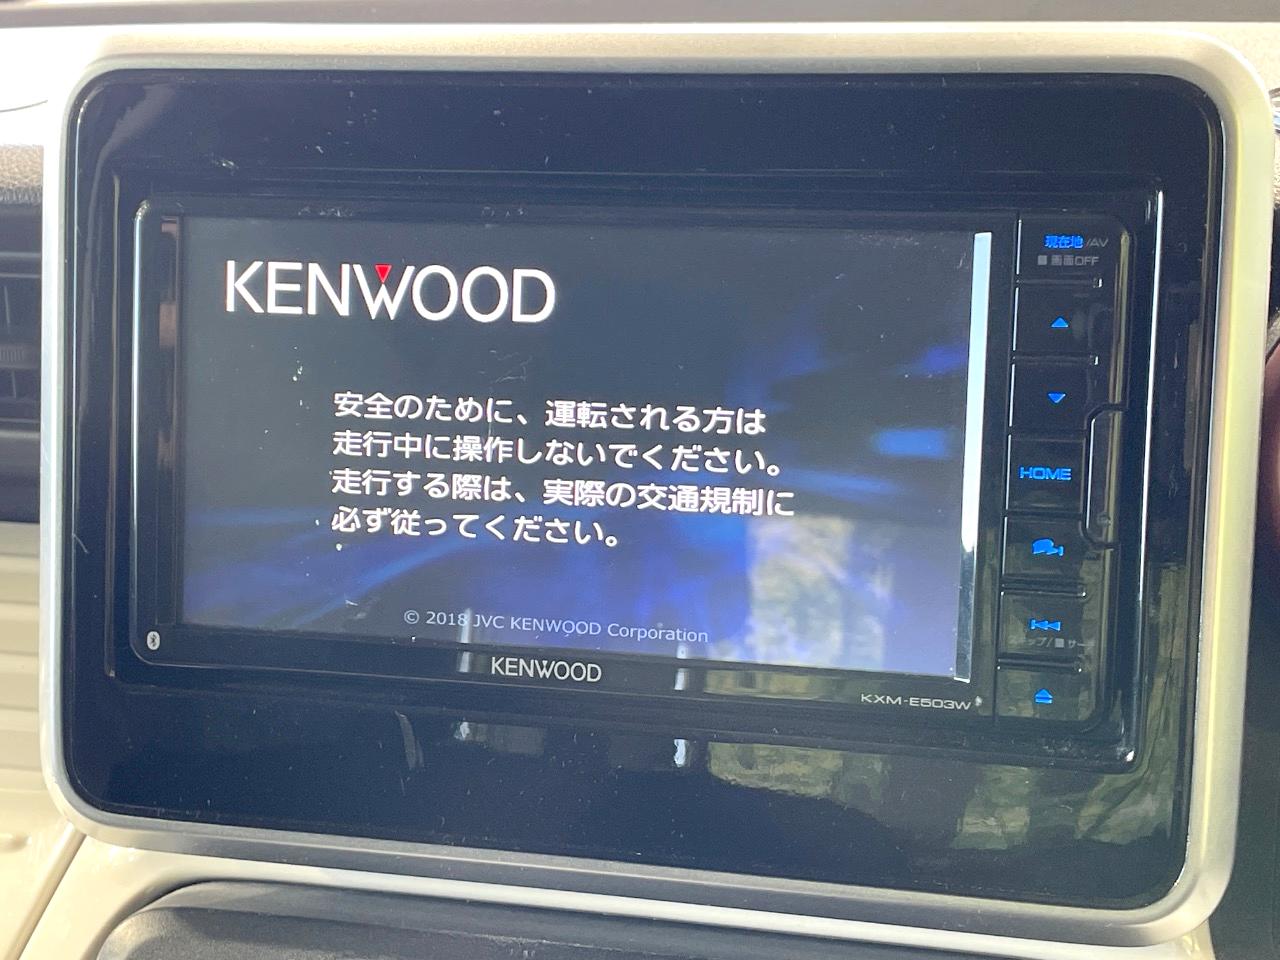 KENWOOD
安全のために、運転される方は
走行中に操作しないでください。
走行する際は、実際の交通規制に
必ず従ってください。
© 2018 JVC KENWOOD Corporation
KENWOOD
KXM-E503W
現在地/AV
■画面OFF
HOME